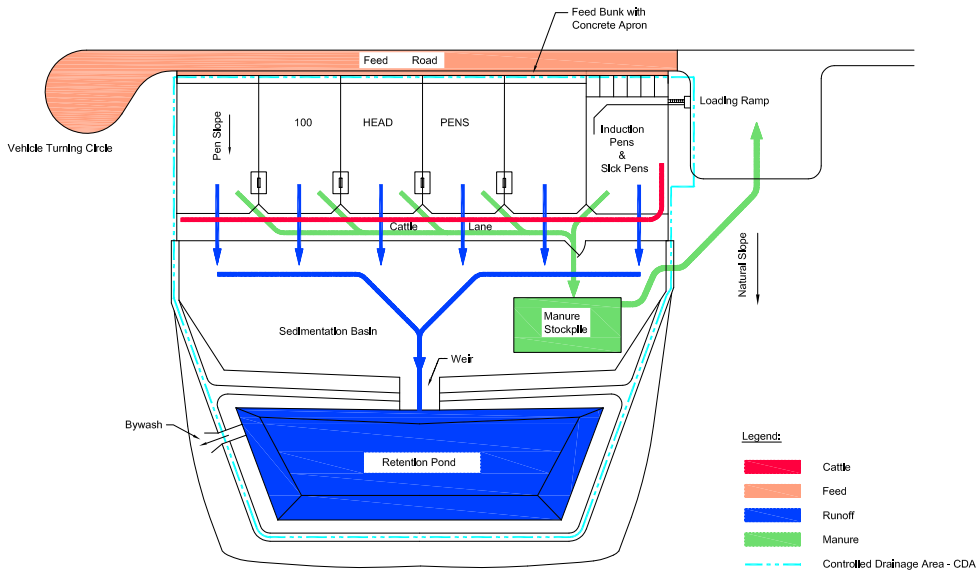 Feed Bunk with
Concrete Apron
Feed Road
Loading Ramp
Vehicle Turning Circle
Pen Slope
100 HEAD PENS
Induction
Pens
&
Sick Pens
Cattle Lane
Natural Slope
Manure
Stockpile
Sedimentation Basin
Weir
Bywash
Retention Pond
Legend:
Cattle
Feed
Runoff
Manure
Controlled Drainage Area - CDA